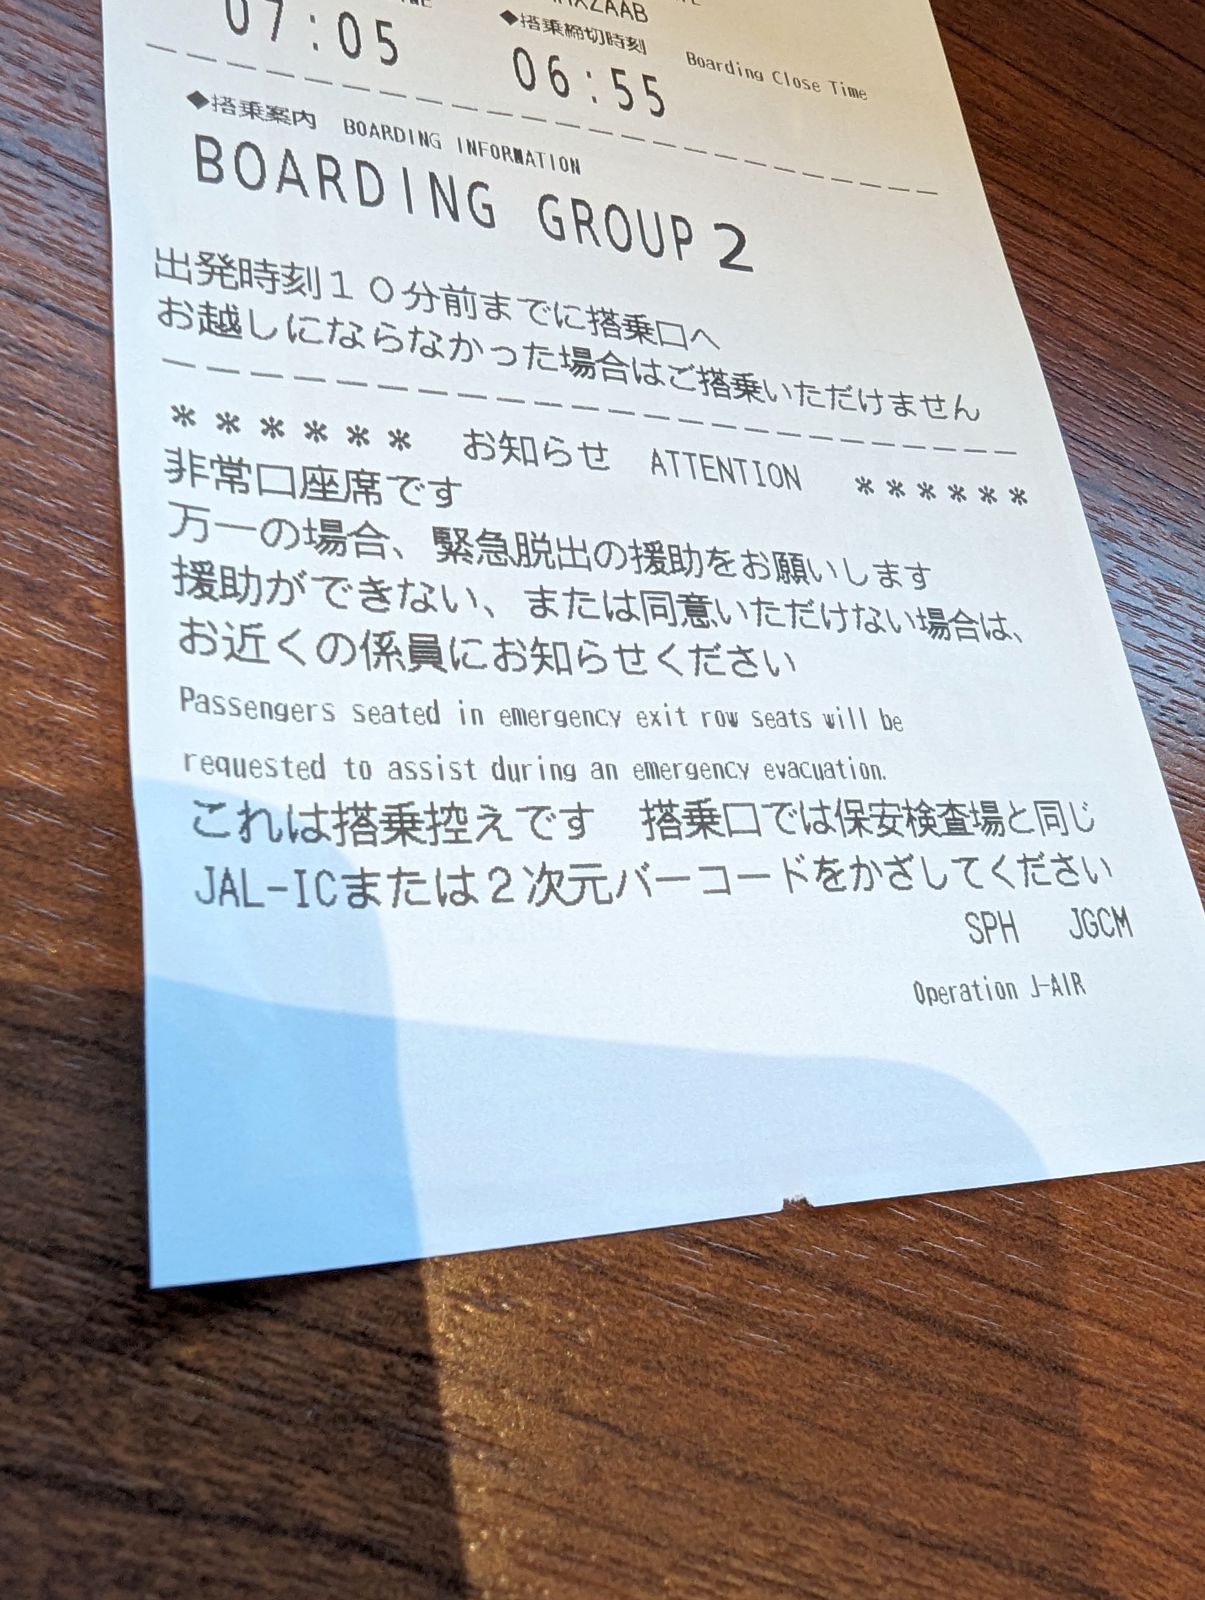 07:05
◆搭乗締切時刻 Boarding Close Time
06:55
◆搭乗案内 BOARDING INFORMATION
BOARDING GROUP 2
出発時刻10分前までに搭乗口へ
お越しにならなかった場合はご搭乗いただけません
****** お知らせ ATTENTION ******
非常口座席です
万一の場合、緊急脱出の援助をお願いします
援助ができない、または同意いただけない場合は、
お近くの係員にお知らせください
Passengers seated in emergency exit row seats will be
requested to assist during an emergency evacuation.
これは搭乗控えです 搭乗口では保安検査場と同じ
JAL-ICまたは2次元バーコードをかざしてください
SPH JGCM
Operation J-AIR